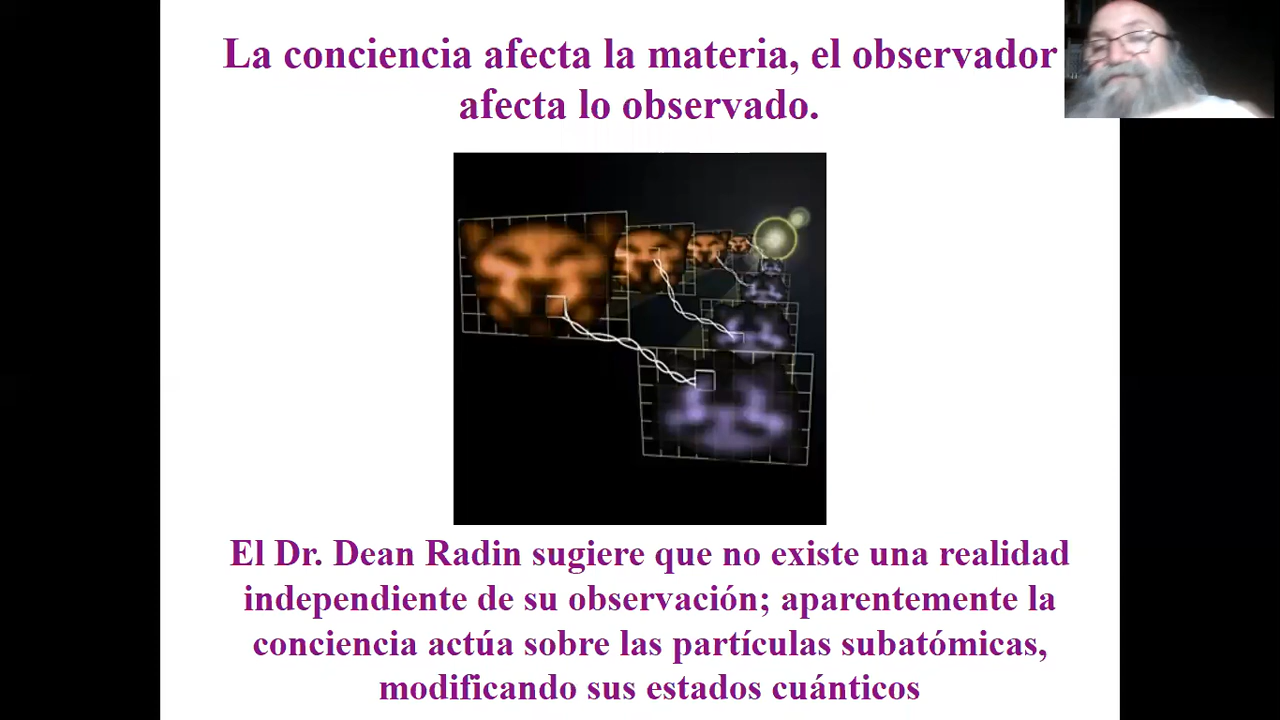 La conciencia afecta la materia, el observador
afecta lo observado.
El Dr. Dean Radin sugiere que no existe una realidad
independiente de su observación; aparentemente la
conciencia actúa sobre las partículas subatómicas,
modificando sus estados cuánticos